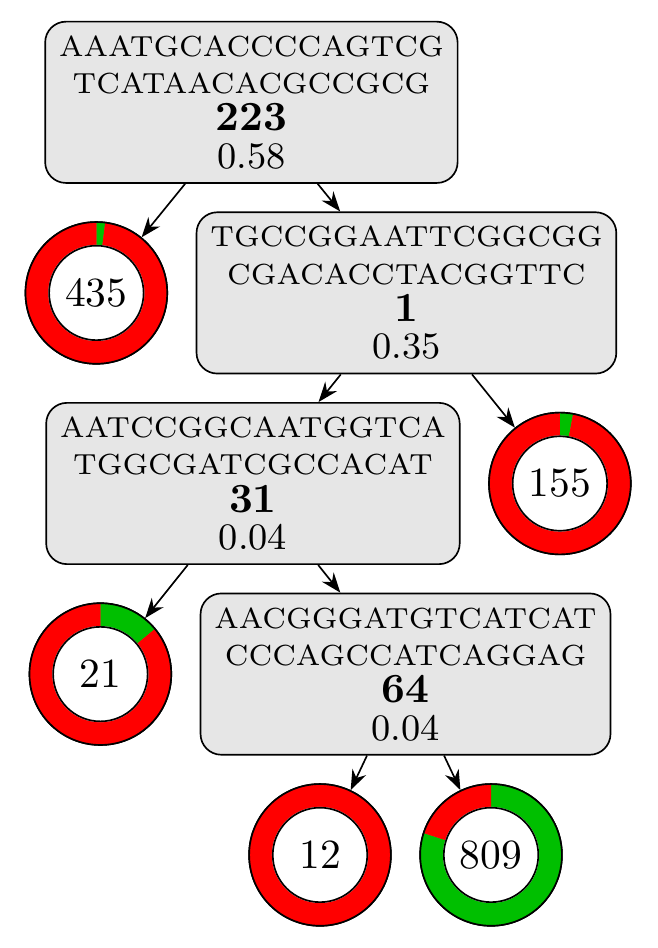 AAATGCACCCCAGTCG
TCATAACACGCCGCG
223
0.58
435
TGCCGGAATTCGGCGG
CGACACCTACGGTTC
1
0.35
AATCCGGCAATGGTCA
TGGCGATCGCCACAT
31
0.04
155
21
AACGGGATGTCATCAT
CCCAGCCATCAGGAG
64
0.04
12
809